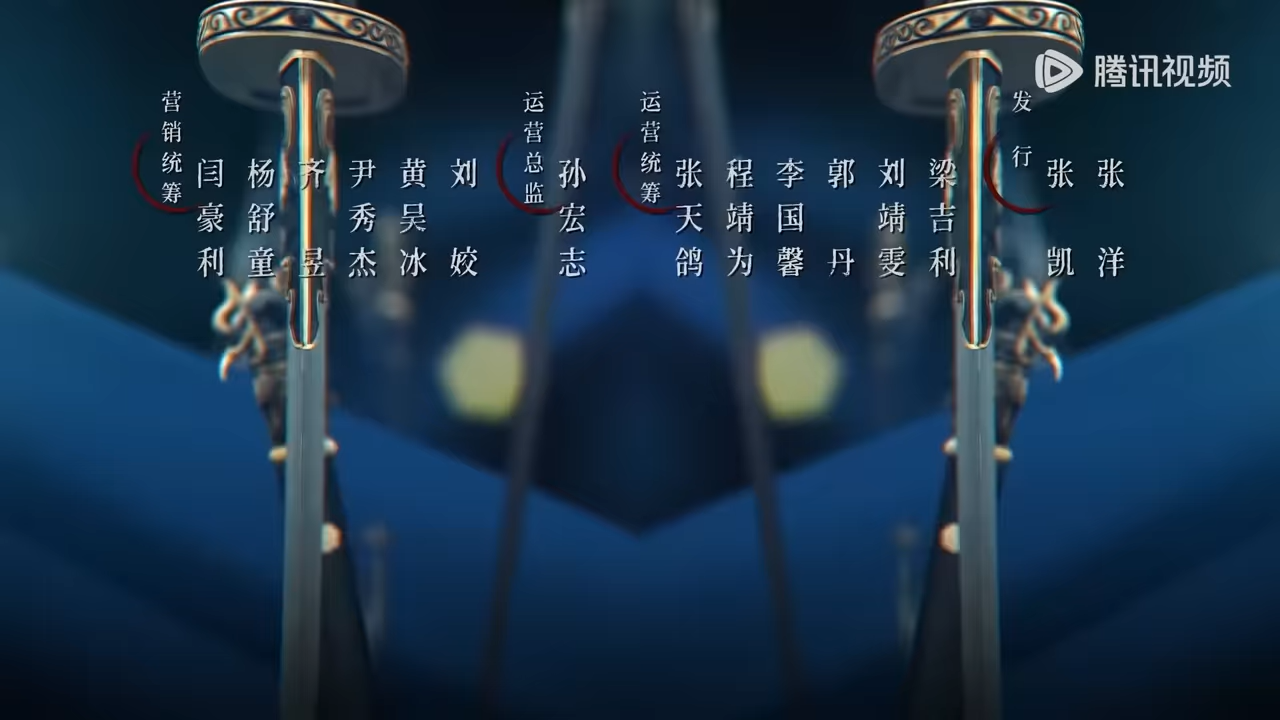 营销统筹
闫豪利
杨舒童
齐昱
尹秀杰
黄吴冰
刘姣
运营总监
孙宏志
运营统筹
张天鸽
程靖为
李国馨
郭丹
刘靖雯
梁吉利
发行
张凯
张洋
腾讯视频